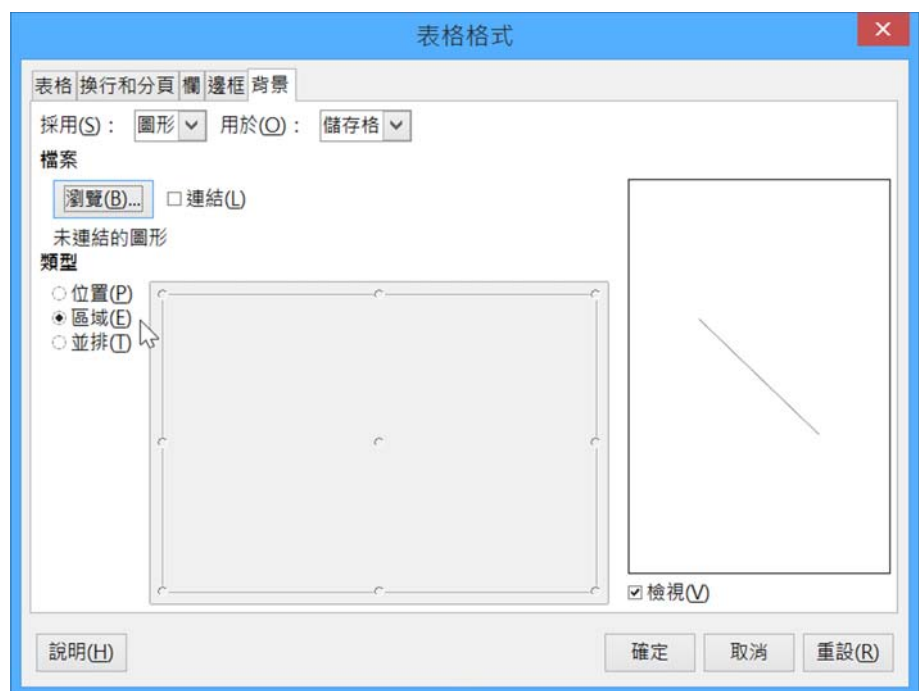 表格格式
表格 換行和分頁 欄 邊框 背景
採用(S)： 圖形 用於(O)： 儲存格
檔案
瀏覽(B)... 連結(L)
未連結的圖形
類型
位置(P)
區域(E)
並排(T)
檢視(V)
說明(H) 確定 取消 重設(R)